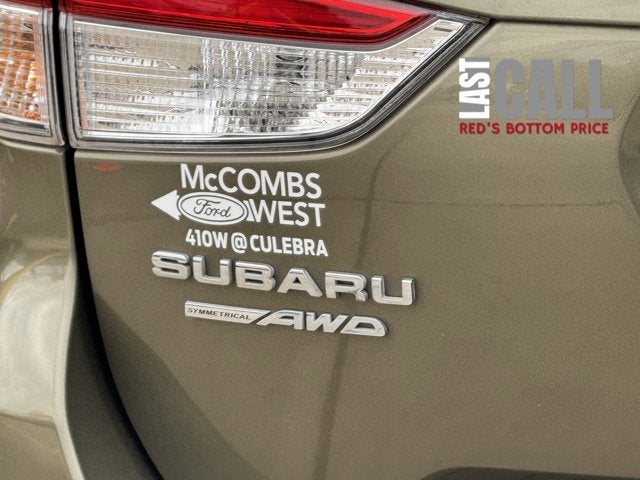 LAST CALL
RED'S BOTTOM PRICE
McCOMBS
Ford WEST
410W @ CULEBRA
SUBARU
SYMMETRICAL AWD